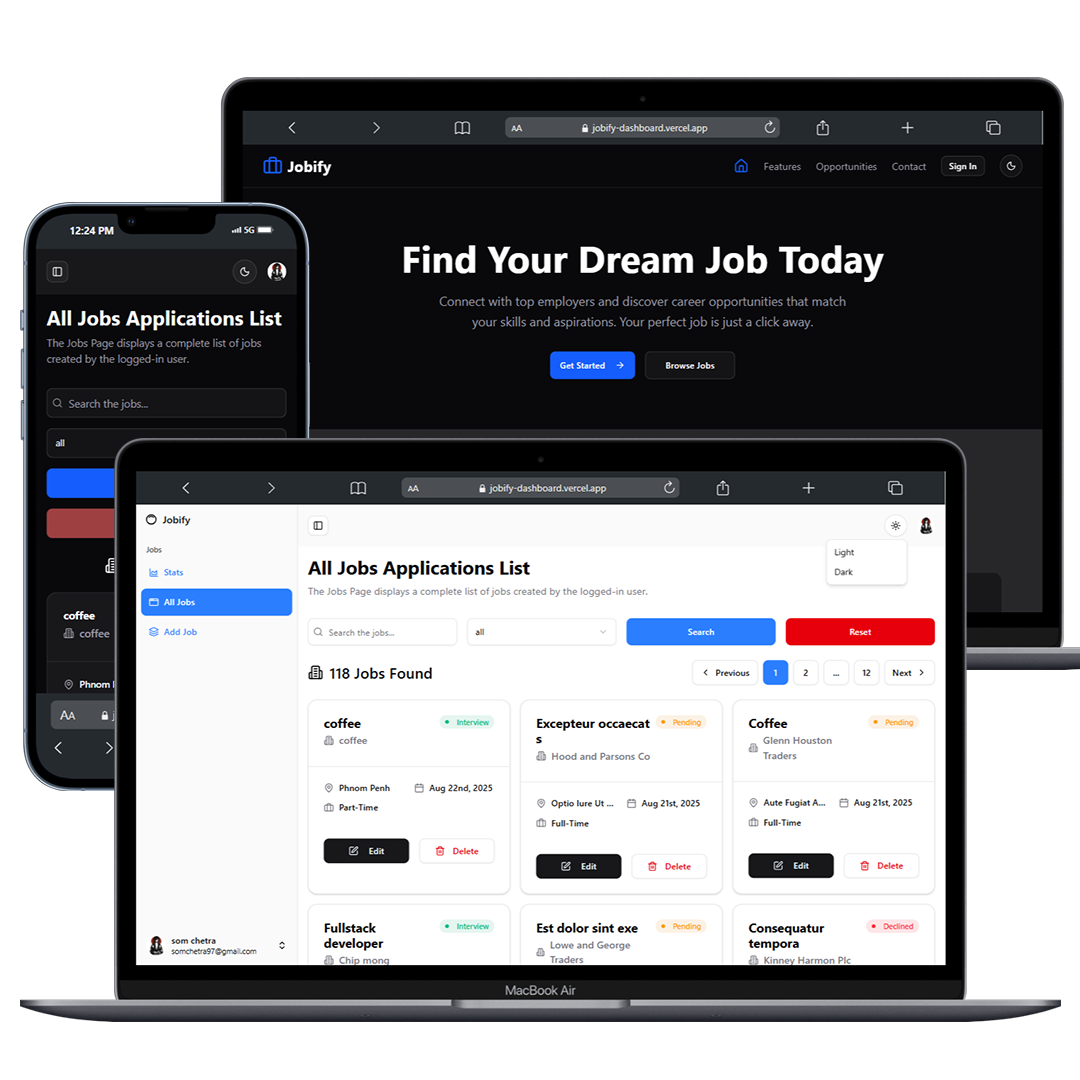 AA jobify-dashboard.vercel.app
Jobify Features Opportunities Contact Sign In
Find Your Dream Job Today
Connect with top employers and discover career opportunities that match
your skills and aspirations. Your perfect job is just a click away.
Get Started Browse Jobs
12:24 PM 5G
All Jobs Applications List
The Jobs Page displays a complete list of jobs
created by the logged-in user.
Search the jobs...
all
coffee
coffee
Phnom
AA
AA jobify-dashboard.vercel.app
Jobify
Jobs
Stats
All Jobs
Add Job
som chetra
somchetra97@gmail.com
Light
Dark
All Jobs Applications List
The Jobs Page displays a complete list of jobs created by the logged-in user.
Search the jobs... all Search Reset
118 Jobs Found Previous 1 2 ... 12 Next
coffee Interview
coffee
Phnom Penh Aug 22nd, 2025
Part-Time
Edit Delete
Excepteur occaecat Pending
s
Hood and Parsons Co
Optio Iure Ut ... Aug 21st, 2025
Full-Time
Edit Delete
Coffee Pending
Glenn Houston
Traders
Aute Fugiat A... Aug 21st, 2025
Full-Time
Edit Delete
Fullstack Interview
developer
Chip mong
Est dolor sint exe Pending
Lowe and George
Traders
Consequatur Declined
tempora
Kinney Harmon Plc
MacBook Air